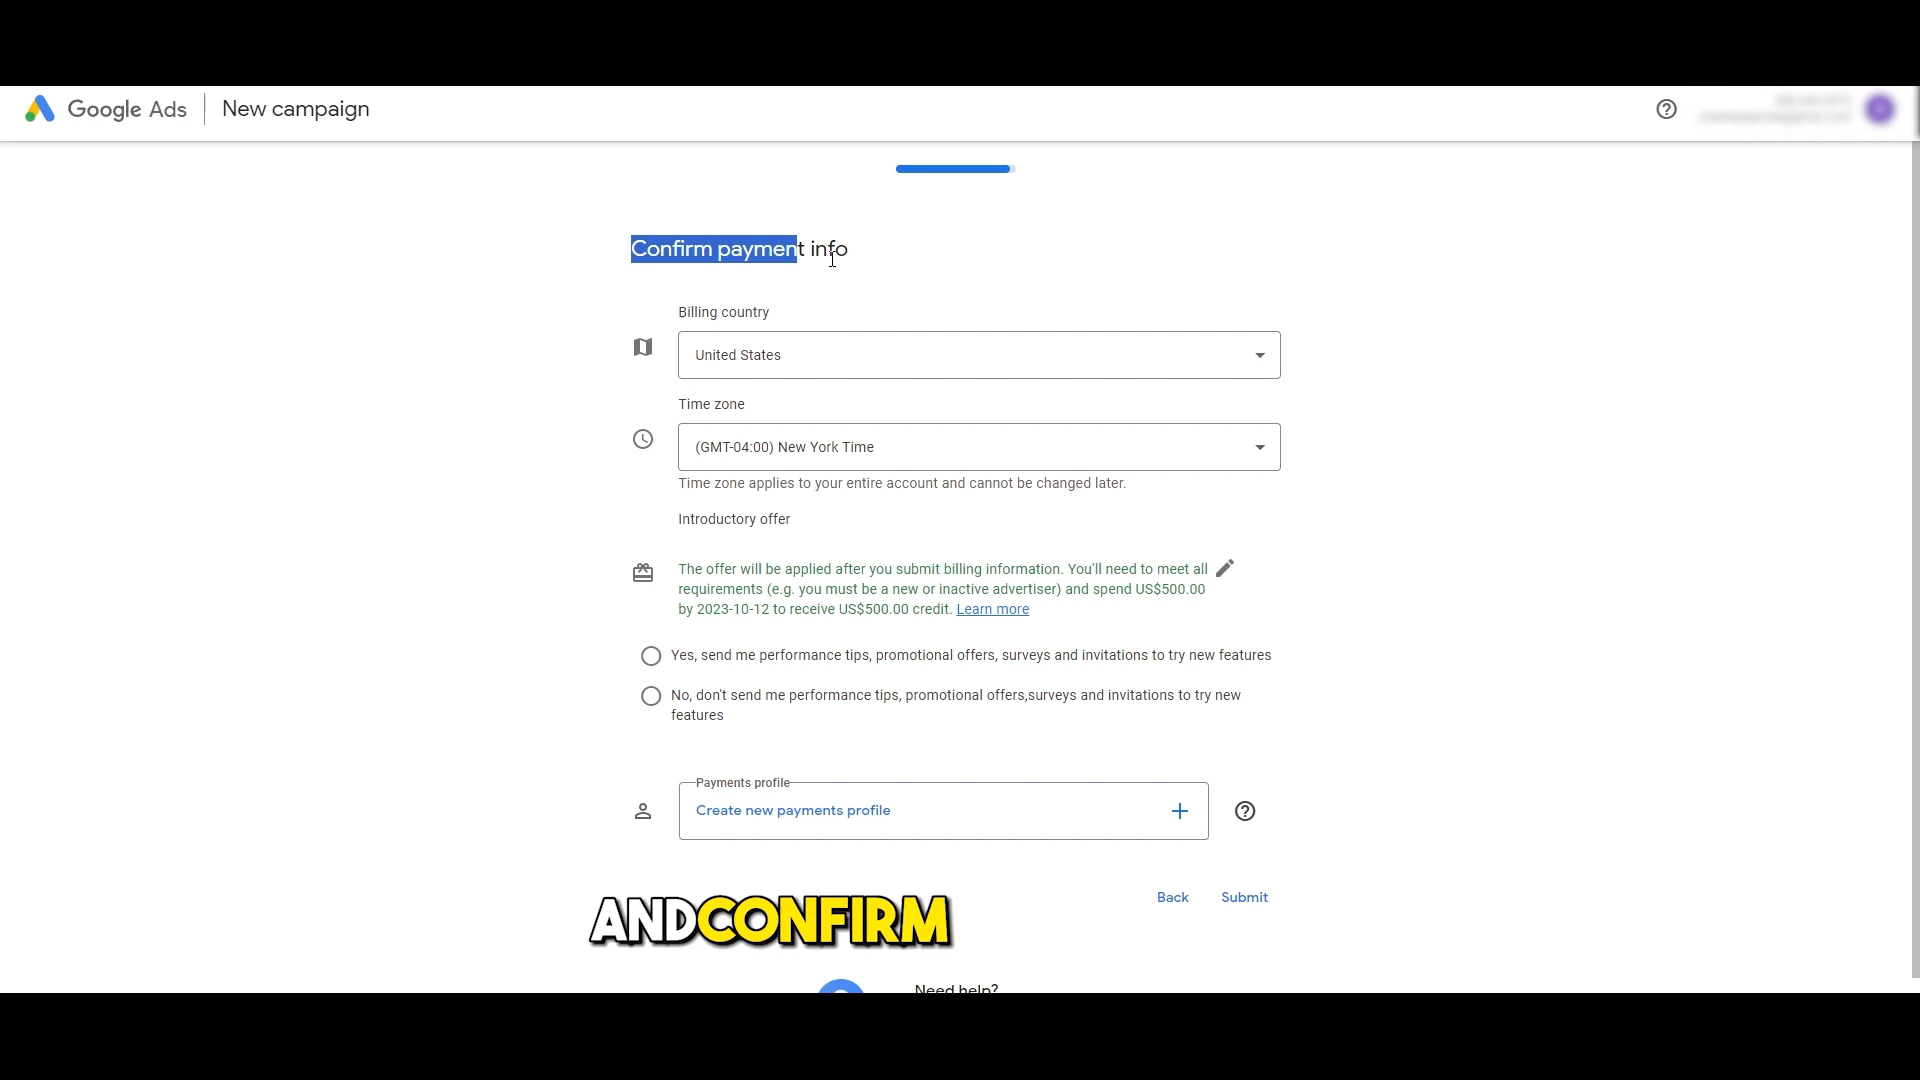 Google Ads
New campaign
Confirm payment info
Billing country
United States
Time zone
(GMT-04:00) New York Time
Time zone applies to your entire account and cannot be changed later.
Introductory offer
The offer will be applied after you submit billing information. You'll need to meet all
requirements (e.g. you must be a new or inactive advertiser) and spend US$500.00
by 2023-10-12 to receive US$500.00 credit. Learn more
Yes, send me performance tips, promotional offers, surveys and invitations to try new features
No, don't send me performance tips, promotional offers,surveys and invitations to try new
features
Payments profile
Create new payments profile
Back
Submit
ANDCONFIRM
Need help?